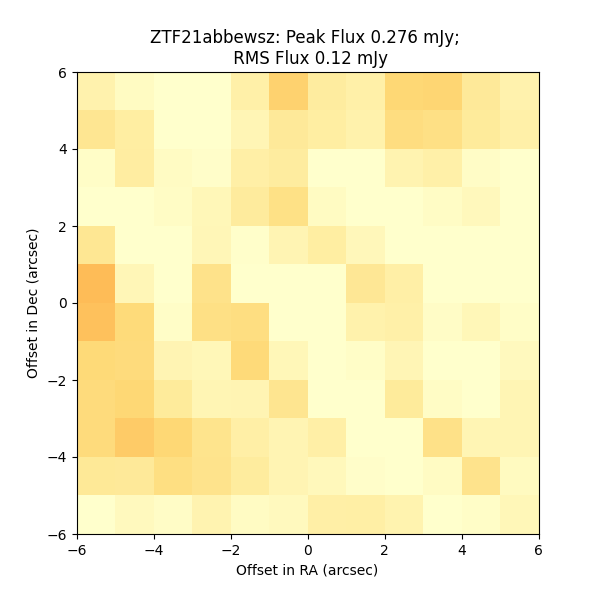 ZTF21abbewsz: Peak Flux 0.276 mJy;
RMS Flux 0.12 mJy
6
4
2
0
−2
−4
−6
Offset in Dec (arcsec)
−6 −4 −2 0 2 4 6
Offset in RA (arcsec)